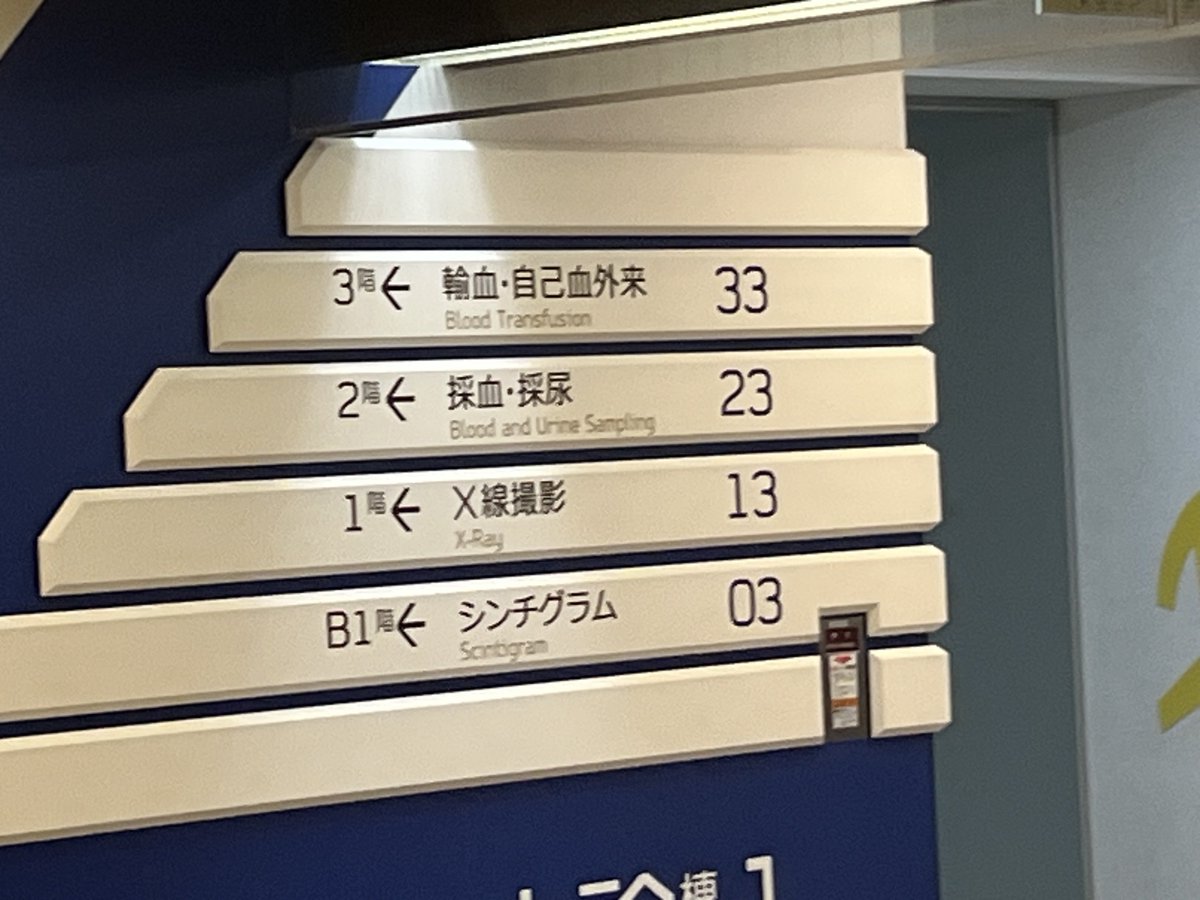 3階← 輸血・自己血外来 33
Blood Transfusion
2階← 採血・採尿 23
Blood and Urine Sampling
1階← X線撮影 13
X-Ray
B1階← シンチグラム 03
Scintigram
1